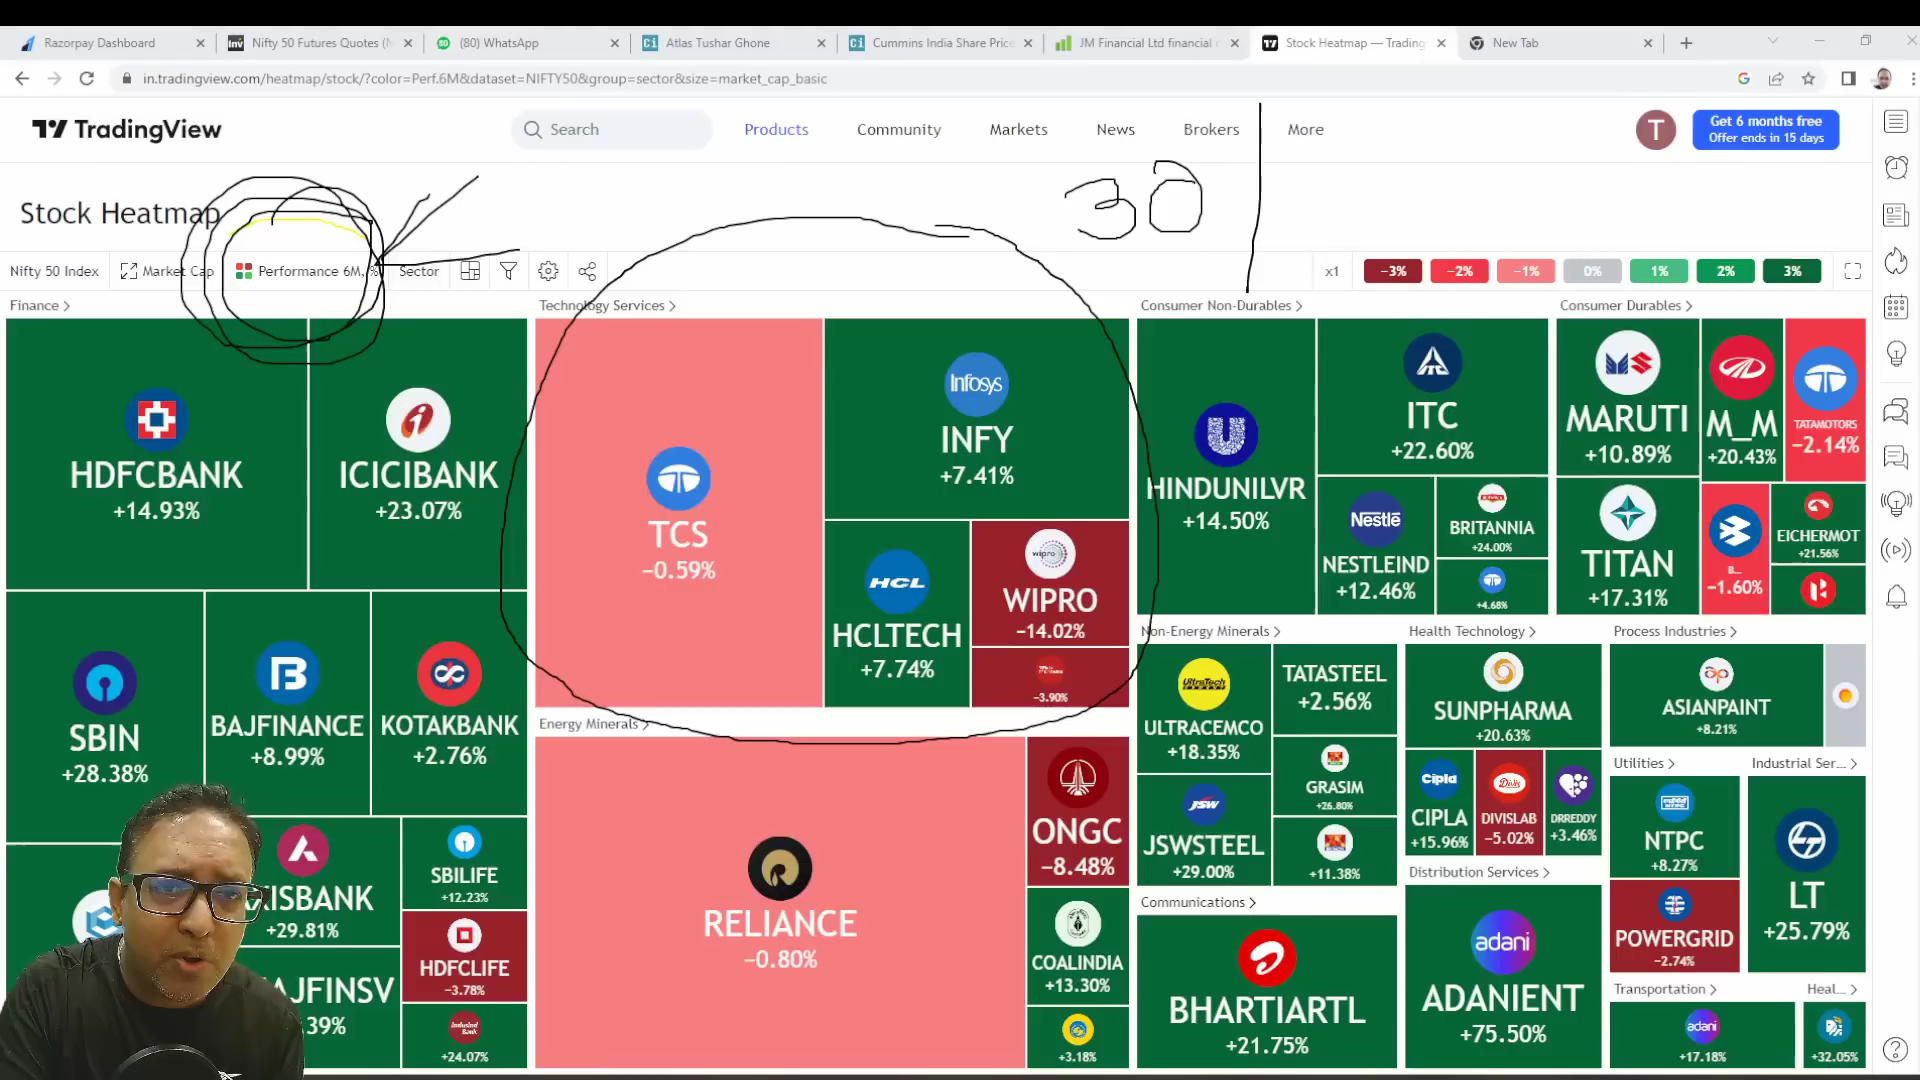 Razorpay Dashboard
Nifty 50 Futures Quotes (N
(80) WhatsApp
Atlas Tushar Ghone
Cummins India Share Price
JM Financial Ltd financial
Stock Heatmap — Trading
New Tab
in.tradingview.com/heatmap/stock/?color=Perf.6M&dataset=NIFTY50&group=sector&size=market_cap_basic
TradingView
Search
Products
Community
Markets
News
Brokers
More
T
Get 6 months free
Offer ends in 15 days
30
Stock Heatmap
Nifty 50 Index
Market Cap
Performance 6M, %
Sector
x1
−3%
−2%
−1%
0%
1%
2%
3%
Finance >
HDFCBANK
+14.93%
ICICIBANK
+23.07%
SBIN
+28.38%
BAJFINANCE
+8.99%
KOTAKBANK
+2.76%
XISBANK
+29.81%
SBILIFE
+12.23%
HDFCLIFE
−3.78%
AJFINSV
39%
+24.07%
Technology Services >
TCS
−0.59%
Infosys
INFY
+7.41%
HCL
HCLTECH
+7.74%
wipro
WIPRO
−14.02%
−3.90%
Energy Minerals >
RELIANCE
−0.80%
ONGC
−8.48%
COALINDIA
+13.30%
+3.18%
Consumer Non-Durables >
HINDUNILVR
+14.50%
ITC
+22.60%
Nestlé
NESTLEIND
+12.46%
BRITANNIA
+24.00%
+4.68%
Consumer Durables >
MARUTI
+10.89%
M_M
+20.43%
TATAMOTORS
−2.14%
TITAN
+17.31%
B...
−1.60%
EICHERMOT
+21.56%
Non-Energy Minerals >
UltraTech
ULTRACEMCO
+18.35%
TATASTEEL
+2.56%
JSW
JSWSTEEL
+29.00%
GRASIM
+26.80%
+11.38%
Health Technology >
SUNPHARMA
+20.63%
Cipla
CIPLA
+15.96%
Divis
DIVISLAB
−5.02%
DRREDDY
+3.46%
Process Industries >
ap
ASIANPAINT
+8.21%
Utilities >
NTPC
+8.27%
POWERGRID
−2.74%
Industrial Ser... >
LT
+25.79%
Communications >
BHARTIARTL
+21.75%
Distribution Services >
adani
ADANIENT
+75.50%
Transportation >
adani
+17.18%
Heal... >
+32.05%